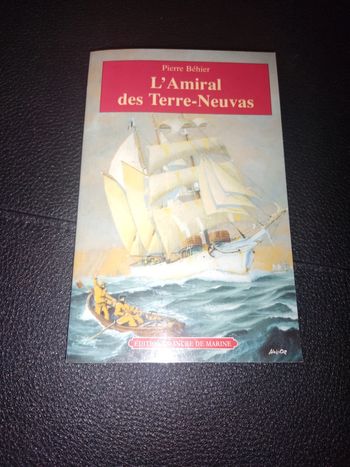 Pierre Béhier
L'Amiral
des Terre-Neuvas
ÉDITIONS L'ANCRE DE MARINE